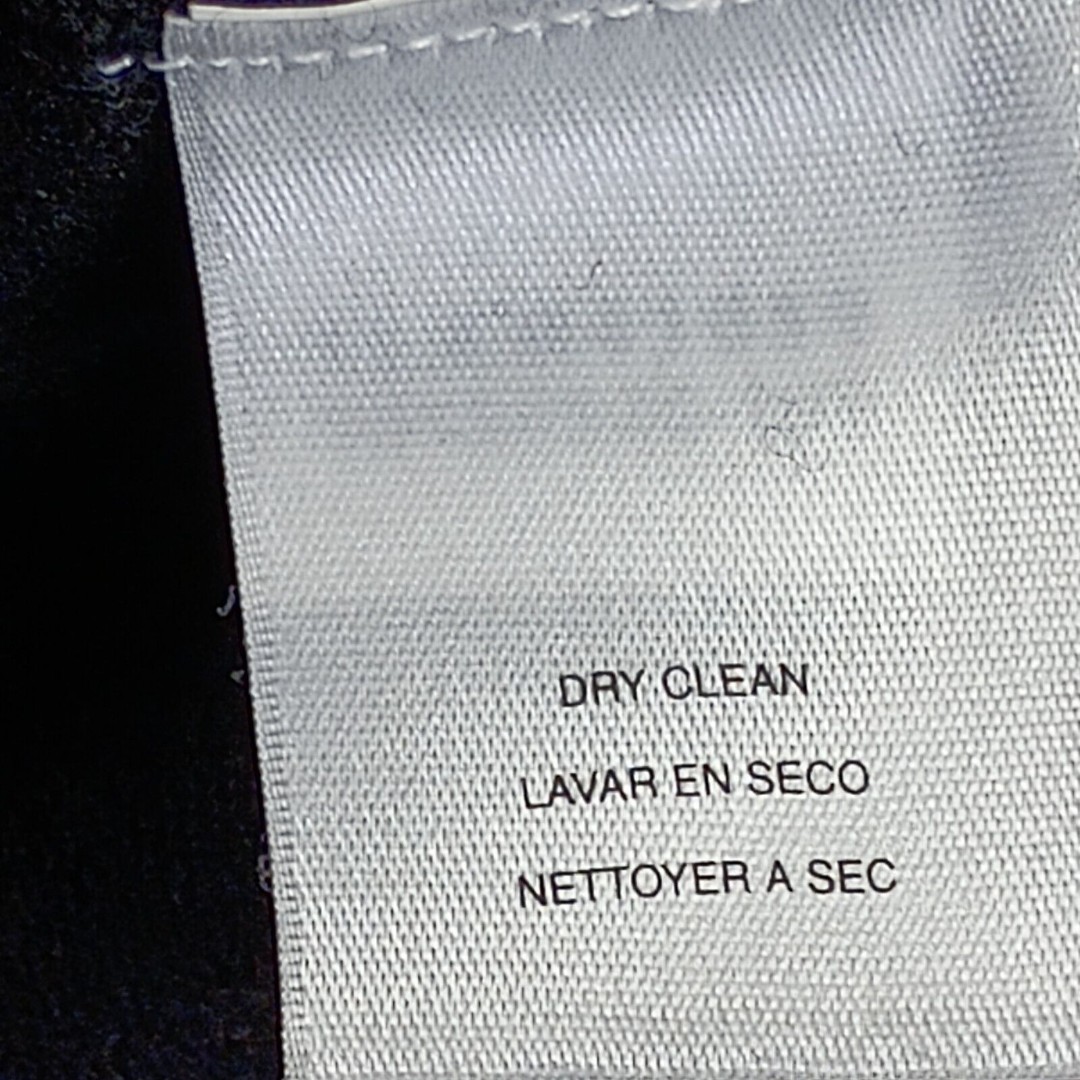 DRY CLEAN
LAVAR EN SECO
NETTOYER A SEC